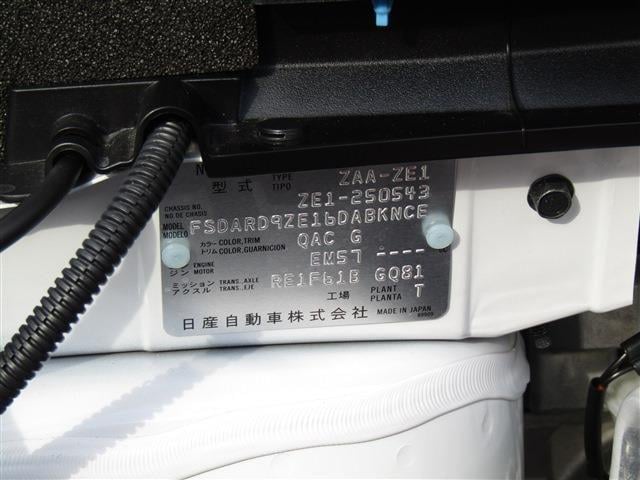 型式 TYPE TIPO ZAA-ZE1
CHASSIS NO. NO DE CHASIS ZE1-250543
MODEL MODELO FSDARD9ZE16DABKNCE
カラー COLOR,TRIM トリム COLOR,GUARNICION QAC G
ジン ENGINE MOTOR EM57 ----
ミッション TRANS.,AXLE アクスル TRANS.,EJE RE1F61B GQ81
工場 PLANT PLANTA T
日産自動車株式会社 MADE IN JAPAN